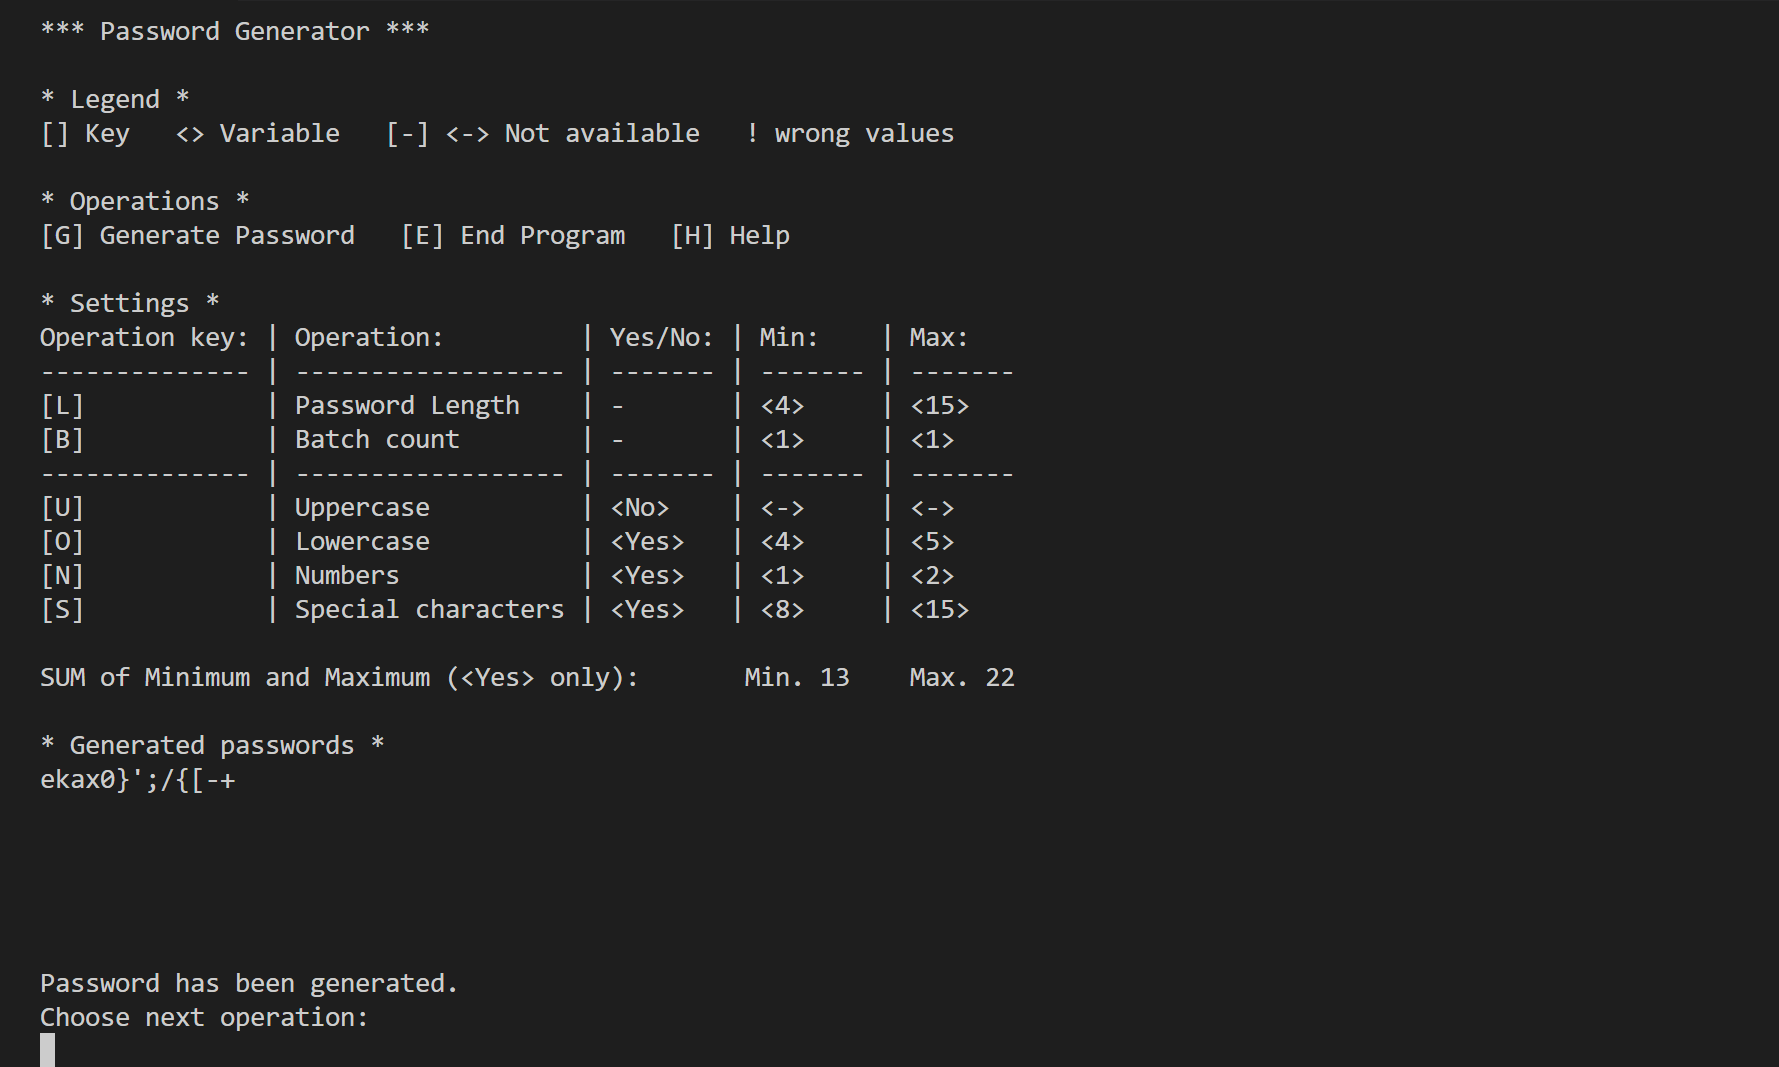 *** Password Generator ***
* Legend *
[] Key   <> Variable   [-] <-> Not available   ! wrong values
* Operations *
[G] Generate Password   [E] End Program   [H] Help
* Settings *
Operation key: | Operation:         | Yes/No: | Min:    | Max:
-------------- | ------------------ | ------- | ------- | -------
[L]            | Password Length    | -       | <4>     | <15>
[B]            | Batch count        | -       | <1>     | <1>
-------------- | ------------------ | ------- | ------- | -------
[U]            | Uppercase          | <No>    | <->     | <->
[O]            | Lowercase          | <Yes>   | <4>     | <5>
[N]            | Numbers            | <Yes>   | <1>     | <2>
[S]            | Special characters | <Yes>   | <8>     | <15>
SUM of Minimum and Maximum (<Yes> only):       Min. 13    Max. 22
* Generated passwords *
ekax0}';/{[-+
Password has been generated.
Choose next operation: